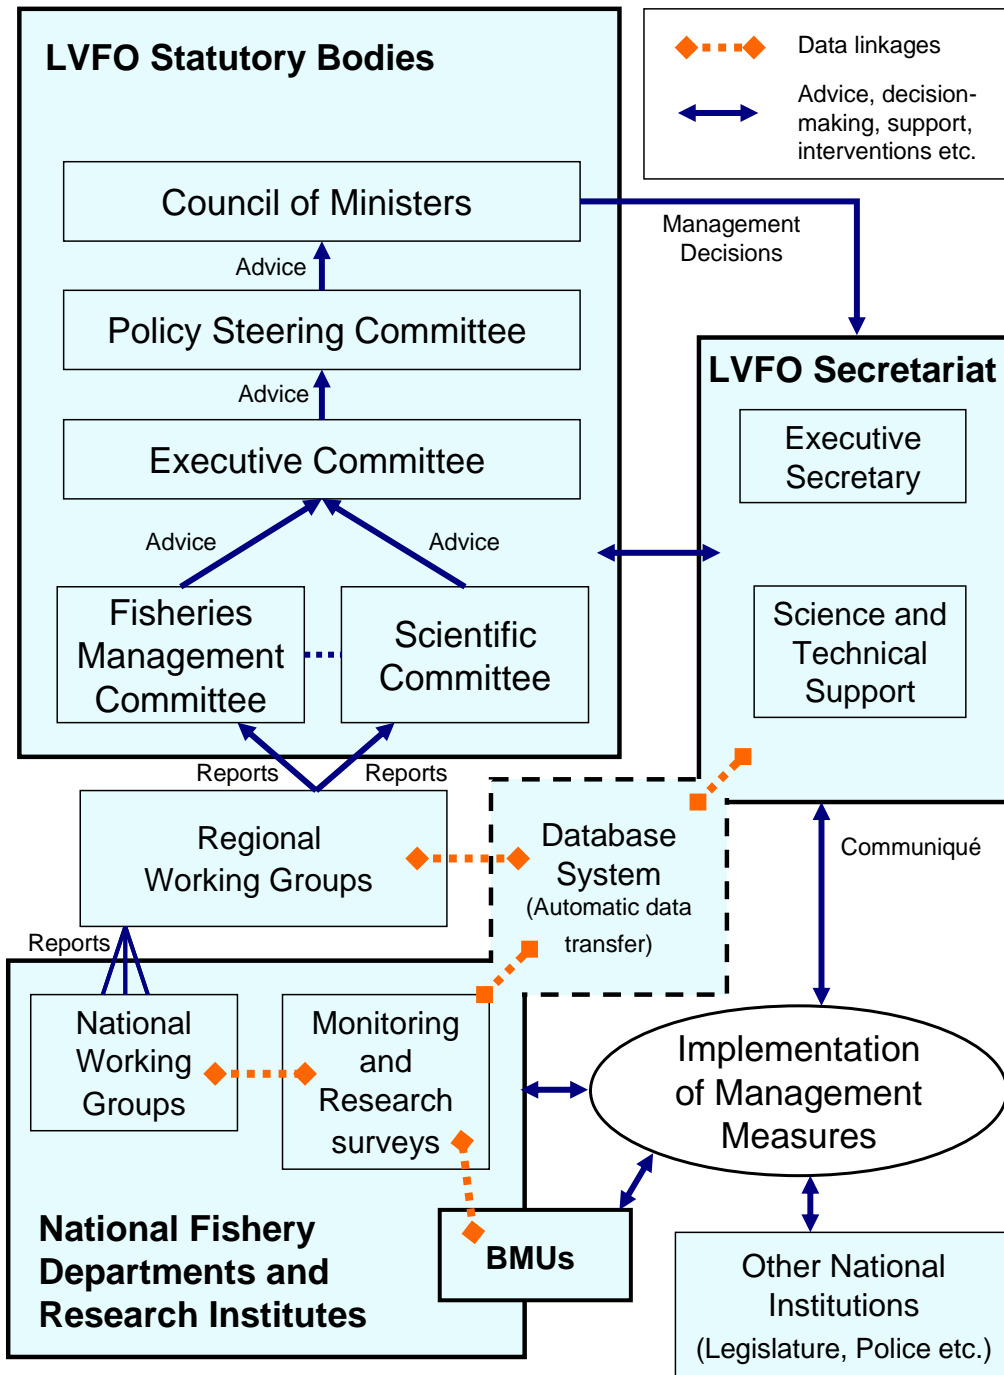 LVFO Statutory Bodies
Data linkages
Advice, decision-
making, support,
interventions etc.
Council of Ministers
Management
Decisions
Advice
Policy Steering Committee
Advice
Executive Committee
Advice
Advice
Fisheries
Management
Committee
Scientific
Committee
LVFO Secretariat
Executive
Secretary
Science and
Technical
Support
Reports
Reports
Regional
Working Groups
Database
System
(Automatic data
transfer)
Communiqué
Reports
National
Working
Groups
Monitoring
and
Research
surveys
Implementation
of Management
Measures
National Fishery
Departments and
Research Institutes
BMUs
Other National
Institutions
(Legislature, Police etc.)